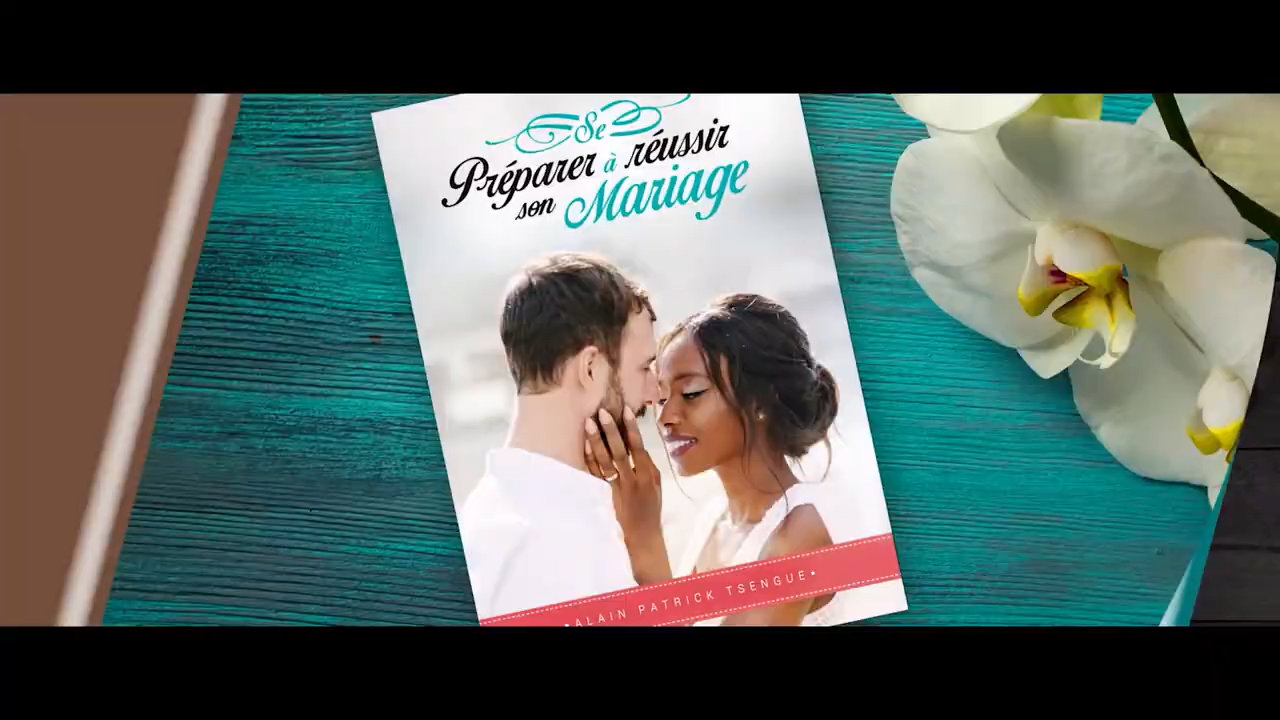 Se
Préparer à réussir
son Mariage
•ALAIN PATRICK TSENGUE•